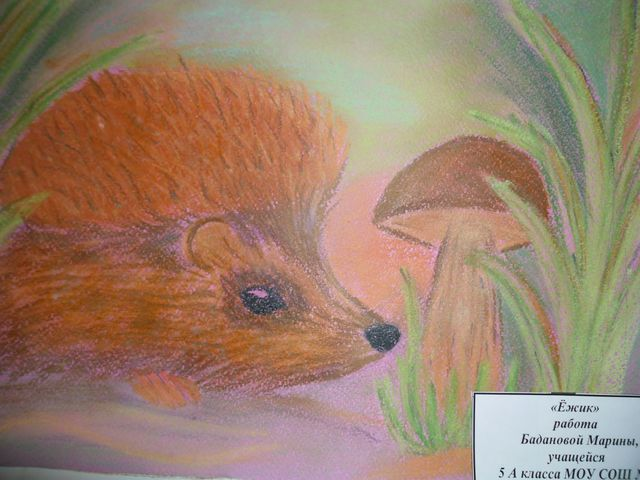 «Ёжик»
работа
Бадановой Марины,
учащейся
5 А класса МОУ СОШ